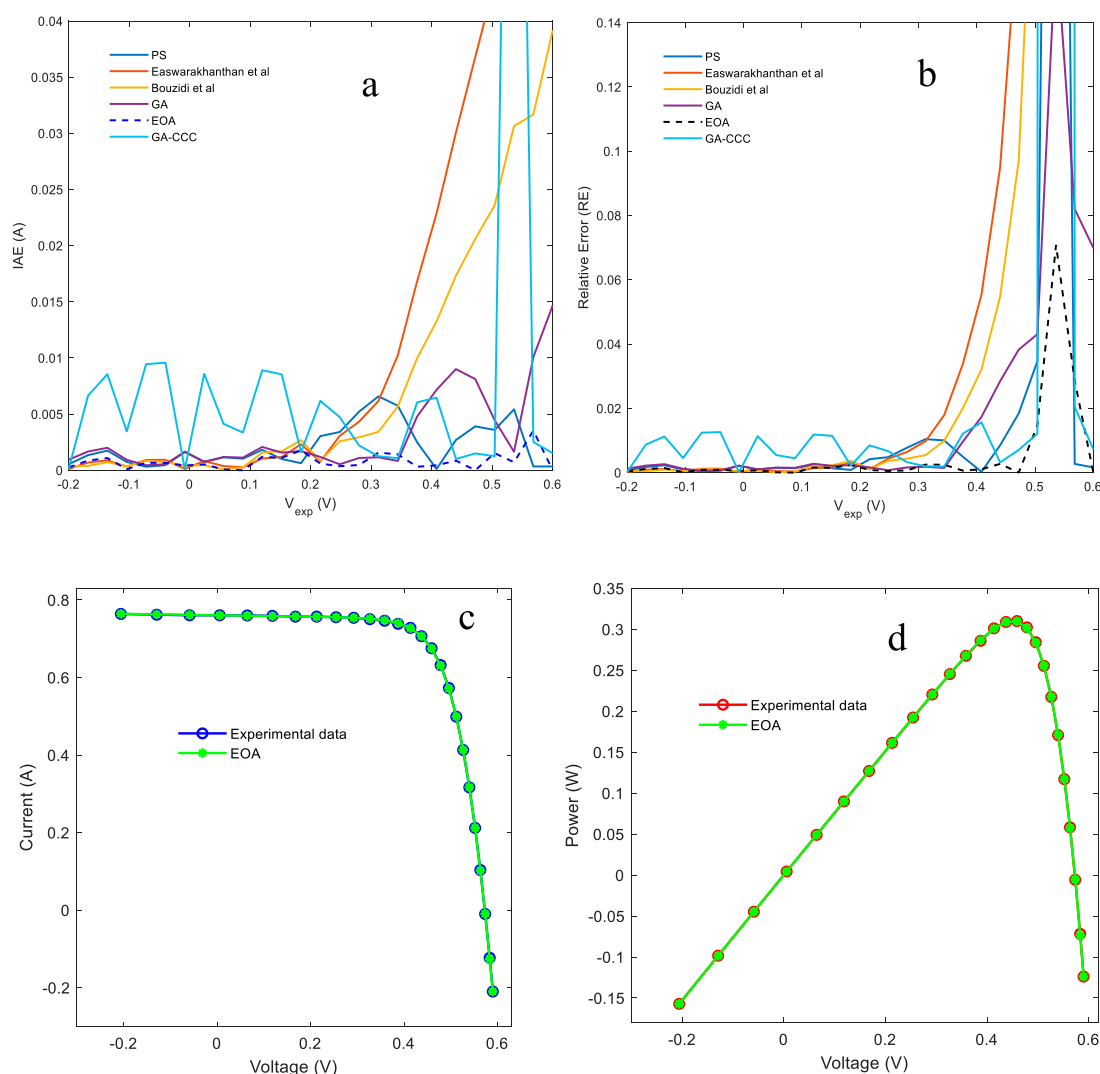 a
IAE (A)
0.04
0.035
0.03
0.025
0.02
0.015
0.01
0.005
0
PS
Easwarakhanthan et al
Bouzidi et al
GA
EOA
GA-CCC
-0.2 -0.1 0 0.1 0.2 0.3 0.4 0.5 0.6
Vexp (V)
b
Relative Error (RE)
0.14
0.12
0.1
0.08
0.06
0.04
0.02
0
PS
Easwarakhanthan et al
Bouzidi et al
GA
EOA
GA-CCC
-0.2 -0.1 0 0.1 0.2 0.3 0.4 0.5 0.6
Vexp (V)
c
Current (A)
0.8
0.6
0.4
0.2
0
-0.2
Experimental data
EOA
-0.2 0 0.2 0.4 0.6
Voltage (V)
d
Power (W)
0.35
0.3
0.25
0.2
0.15
0.1
0.05
0
-0.05
-0.1
-0.15
Experimental data
EOA
-0.2 0 0.2 0.4 0.6
Voltage (V)